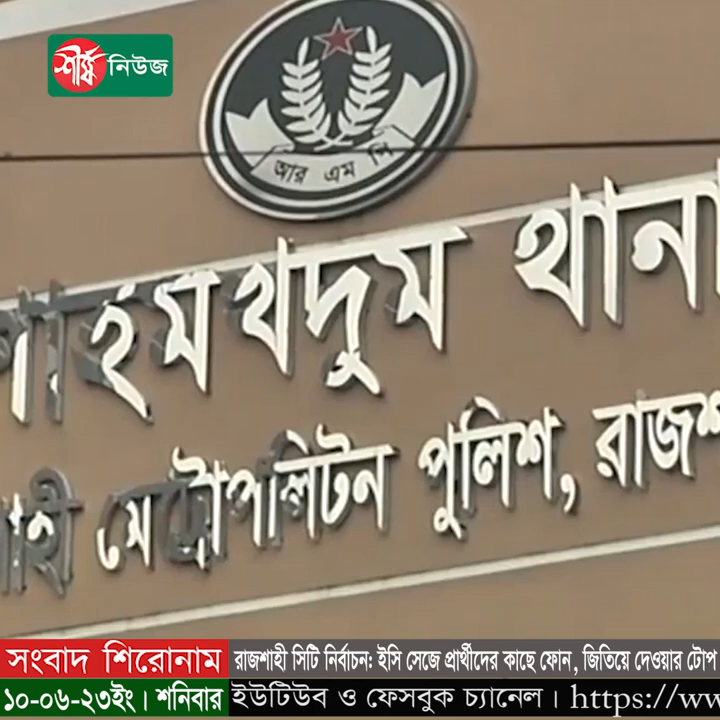 শীর্ষ নিউজ
আর এম পি
শাহমখদুম থানা
শাহী মেট্রোপলিটন পুলিশ, রাজশ
সংবাদ শিরোনাম রাজশাহী সিটি নির্বাচন: ইসি সেজে প্রার্থীদের কাছে ফোন, জিতিয়ে দেওয়ার টোপ
১০-০৬-২৩ইং। শনিবার ইউটিউব ও ফেসবুক চ্যানেল। https://ww